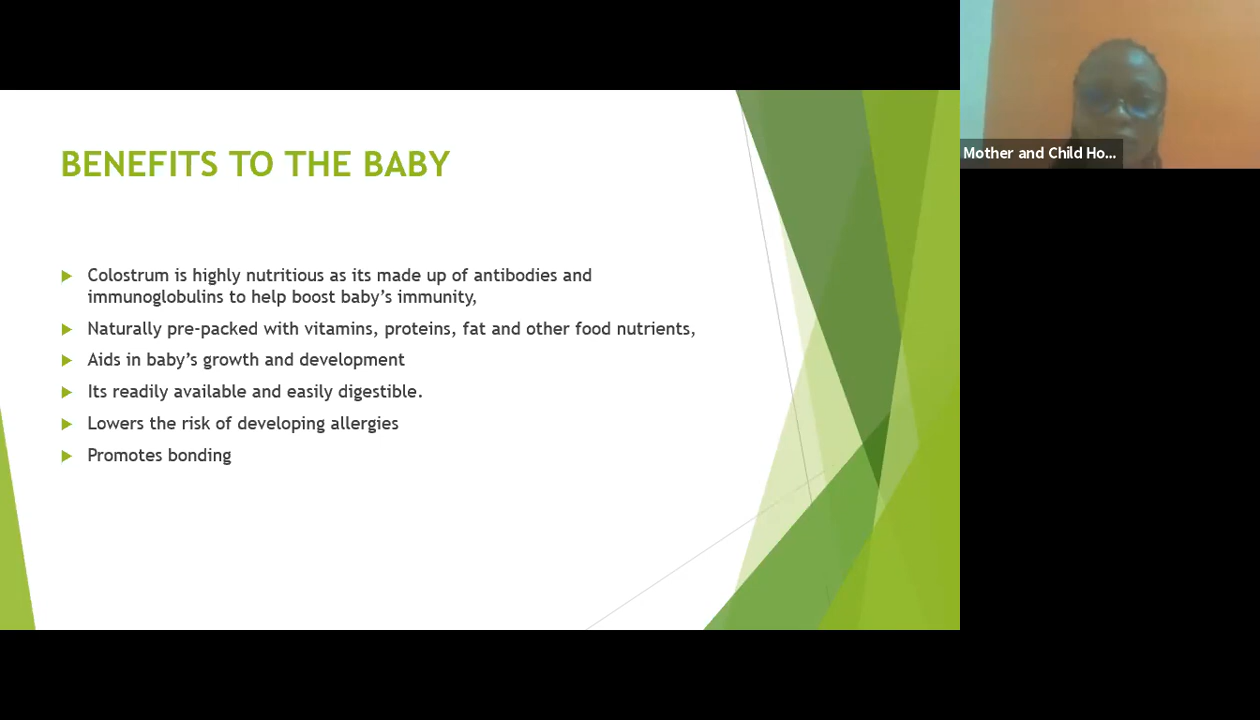 BENEFITS TO THE BABY
Colostrum is highly nutritious as its made up of antibodies and
immunoglobulins to help boost baby’s immunity,
Naturally pre-packed with vitamins, proteins, fat and other food nutrients,
Aids in baby’s growth and development
Its readily available and easily digestible.
Lowers the risk of developing allergies
Promotes bonding
Mother and Child Ho...